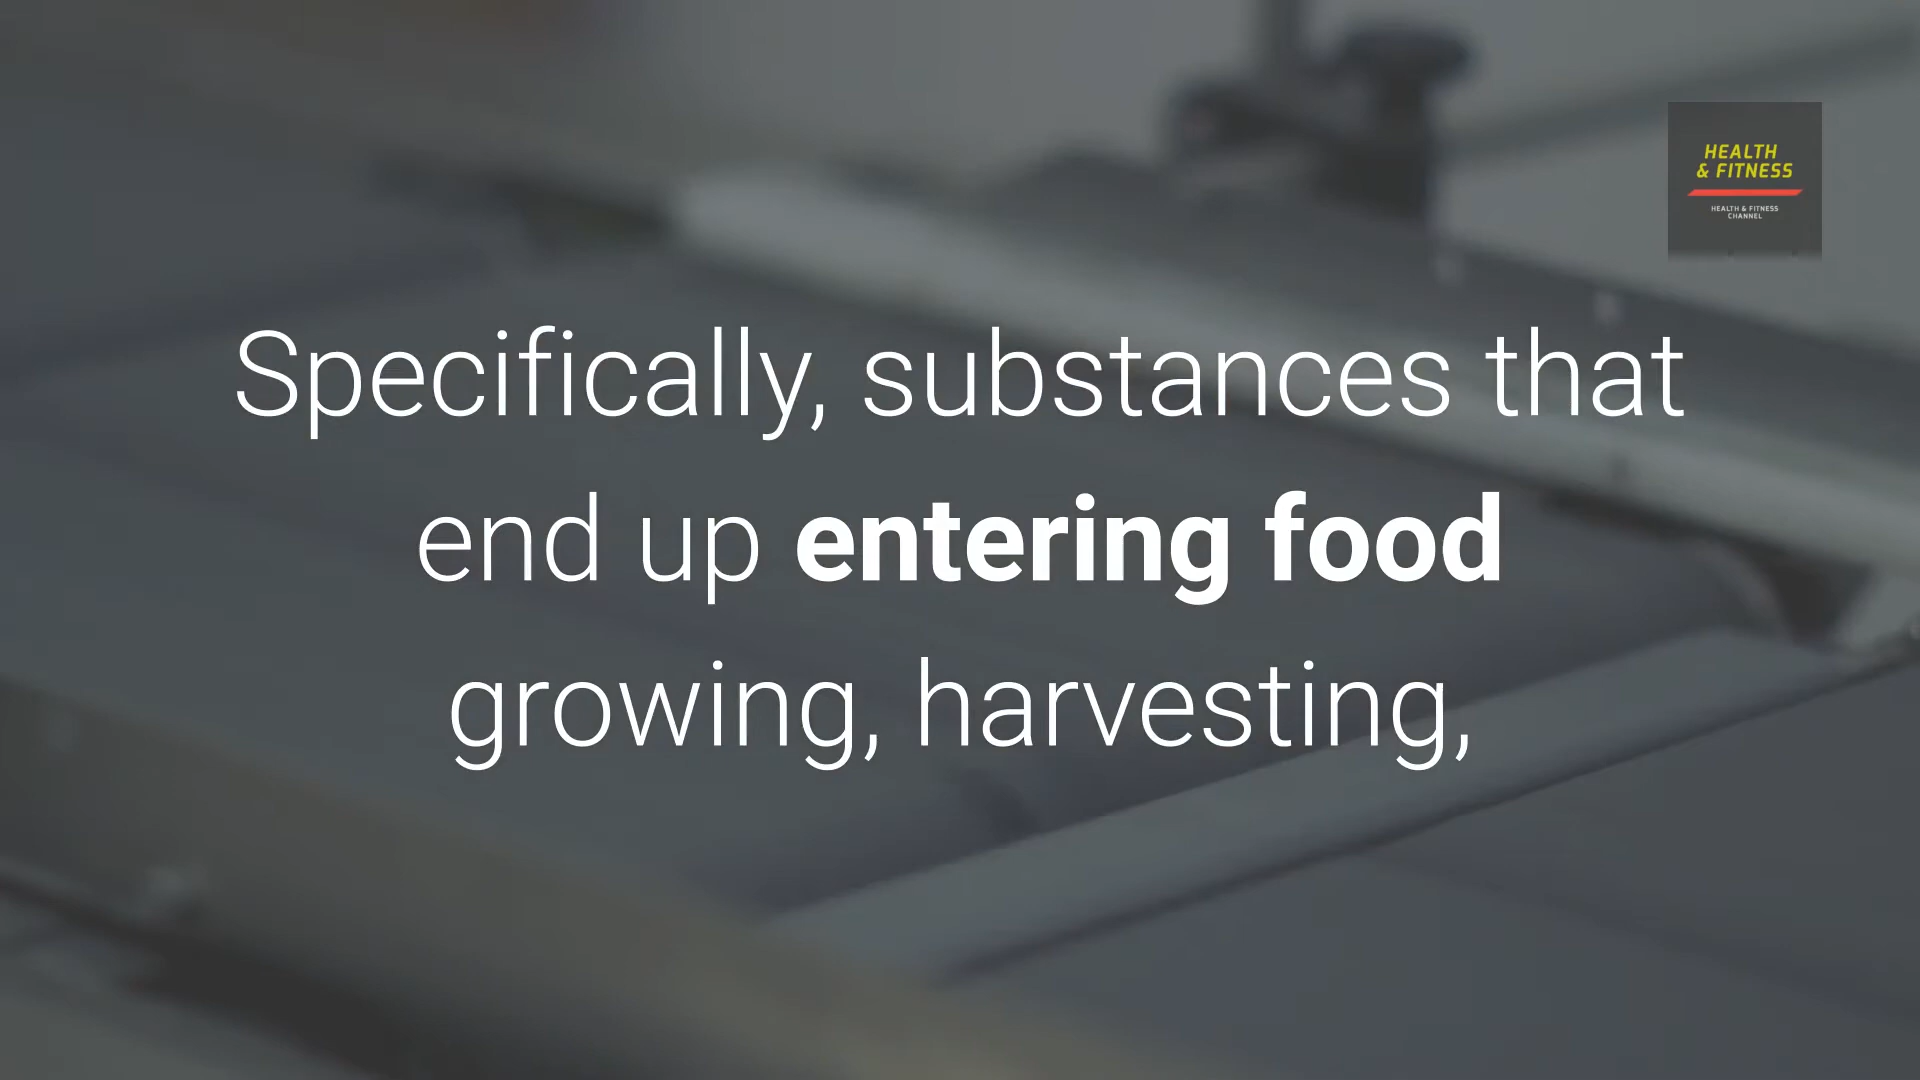 HEALTH
& FITNESS
HEALTH & FITNESS
CHANNEL
Specifically, substances that
end up entering food
growing, harvesting,